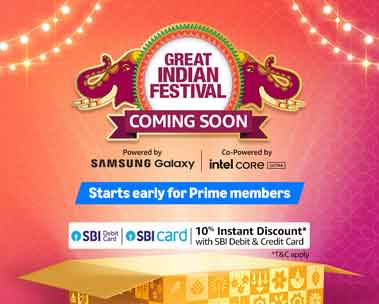 GREAT
INDIAN
FESTIVAL
COMING SOON
Powered by
SAMSUNG Galaxy
Co-Powered by
intel CORE ULTRA
Starts early for Prime members
SBI Debit Card
SBI card
10% Instant Discount*
with SBI Debit & Credit Card
*T&C apply